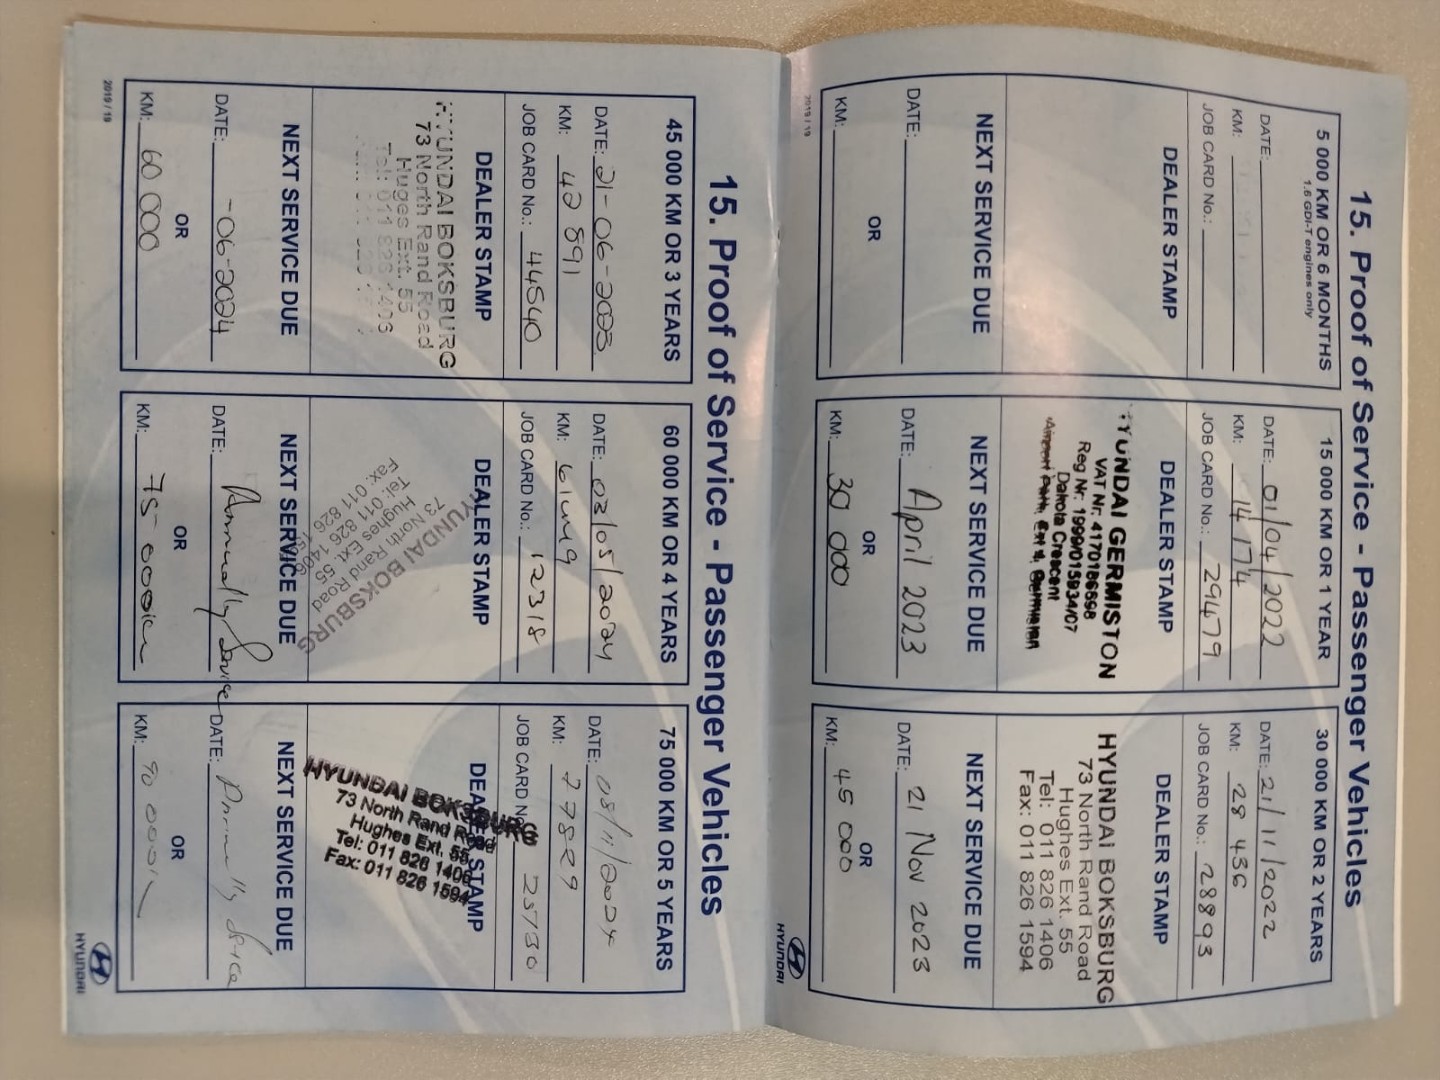 15. Proof of Service - Passenger Vehicles
5 000 KM OR 6 MONTHS
1.6 GDI-T engines only
DATE:
KM:
JOB CARD No.:
DEALER STAMP
NEXT SERVICE DUE
DATE:
OR
KM:
2019 / 19
15 000 KM OR 1 YEAR
DATE: 01/04/2022
KM: 14 174
JOB CARD No.: 29479
DEALER STAMP
HYUNDAI GERMISTON
VAT Nr: 4170186698
Reg Nr: 1999/015934/07
Dakota Crescent
Airport Park, Ext 4, Germiston
NEXT SERVICE DUE
DATE: April 2023
OR
KM: 30 000
30 000 KM OR 2 YEARS
DATE: 21/11/2022
KM: 28 436
JOB CARD No.: 28893
DEALER STAMP
HYUNDAI BOKSBURG
73 North Rand Road
Hughes Ext. 55
Tel: 011 826 1406
Fax: 011 826 1594
NEXT SERVICE DUE
DATE: 21 Nov 2023
OR
KM: 45 000
HYUNDAI
15. Proof of Service - Passenger Vehicles
45 000 KM OR 3 YEARS
DATE: 21-06-2023
KM: 42 891
JOB CARD No.: 44540
DEALER STAMP
HYUNDAI BOKSBURG
73 North Rand Road
Huges Ext. 55
Tel: 011 826 1403
NEXT SERVICE DUE
DATE: -06-2024
OR
KM: 60 000
2019 / 19
60 000 KM OR 4 YEARS
DATE: 03/05/2024
KM:
JOB CARD No.: 12318
DEALER STAMP
HYUNDAI BOKSBURG
73 North Rand Road
Hughes Ext. 55
Tel: 011 826 1406
Fax: 011 826
NEXT SERVICE DUE
DATE: Annually Service
OR
KM: 75 000km
75 000 KM OR 5 YEARS
DATE: 08/11/2024
KM: 77829
JOB CARD No. 23730
DEALER STAMP
HYUNDAI BOKSBURG
73 North Rand Road
Hughes Ext. 55
Tel: 011 826 1406
Fax: 011 826 1594
NEXT SERVICE DUE
DATE:
OR
KM: 90 000
HYUNDAI